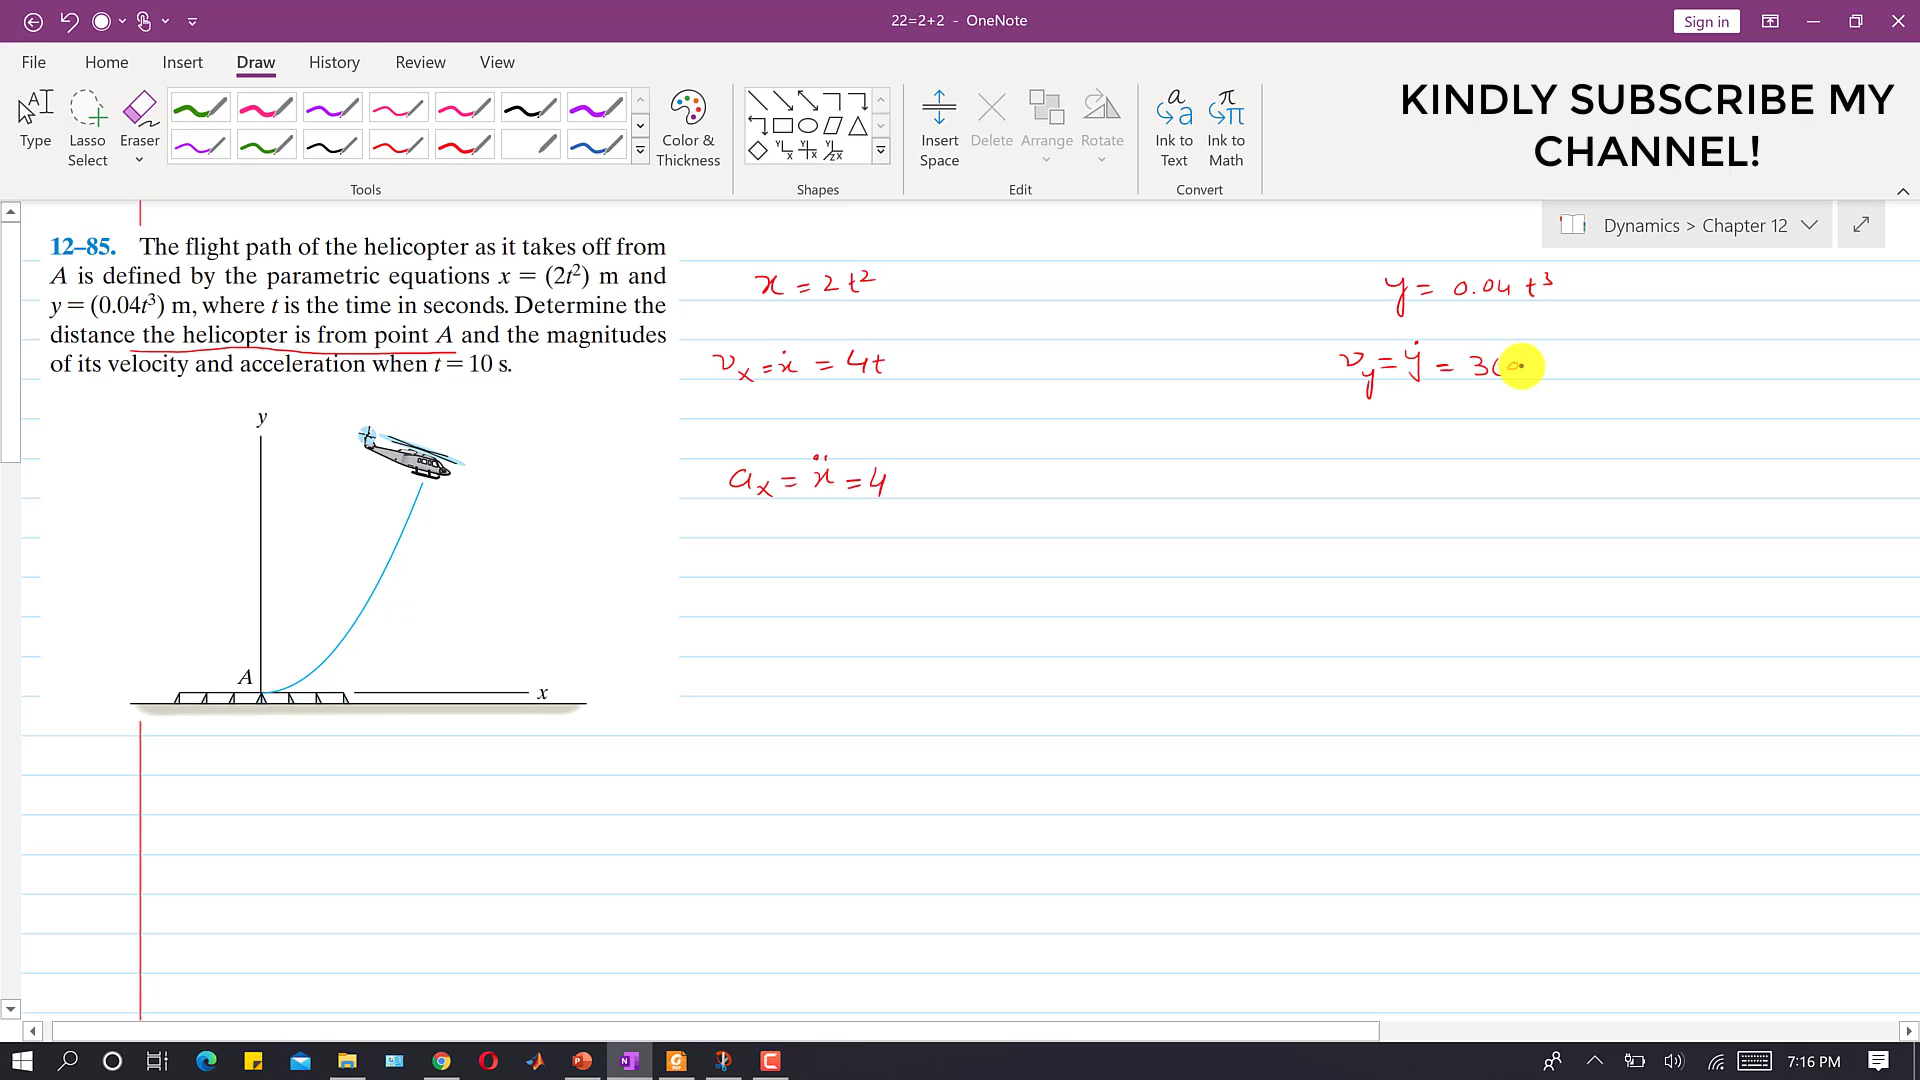 22=2+2 - OneNote
Sign in
File Home Insert Draw History Review View
Type
Lasso Select
Eraser
Color & Thickness
Insert Space
Delete
Arrange
Rotate
Ink to Text
Ink to Math
Tools
Shapes
Edit
Convert
KINDLY SUBSCRIBE MY
CHANNEL!
Dynamics > Chapter 12
12–85. The flight path of the helicopter as it takes off from
A is defined by the parametric equations x = (2t²) m and
y = (0.04t³) m, where t is the time in seconds. Determine the
distance the helicopter is from point A and the magnitudes
of its velocity and acceleration when t = 10 s.
y
A
x
x = 2t²
y = 0.04 t³
vₓ = ẋ = 4t
v_y = ẏ = 3(0.
aₓ = ẍ = 4
7:16 PM